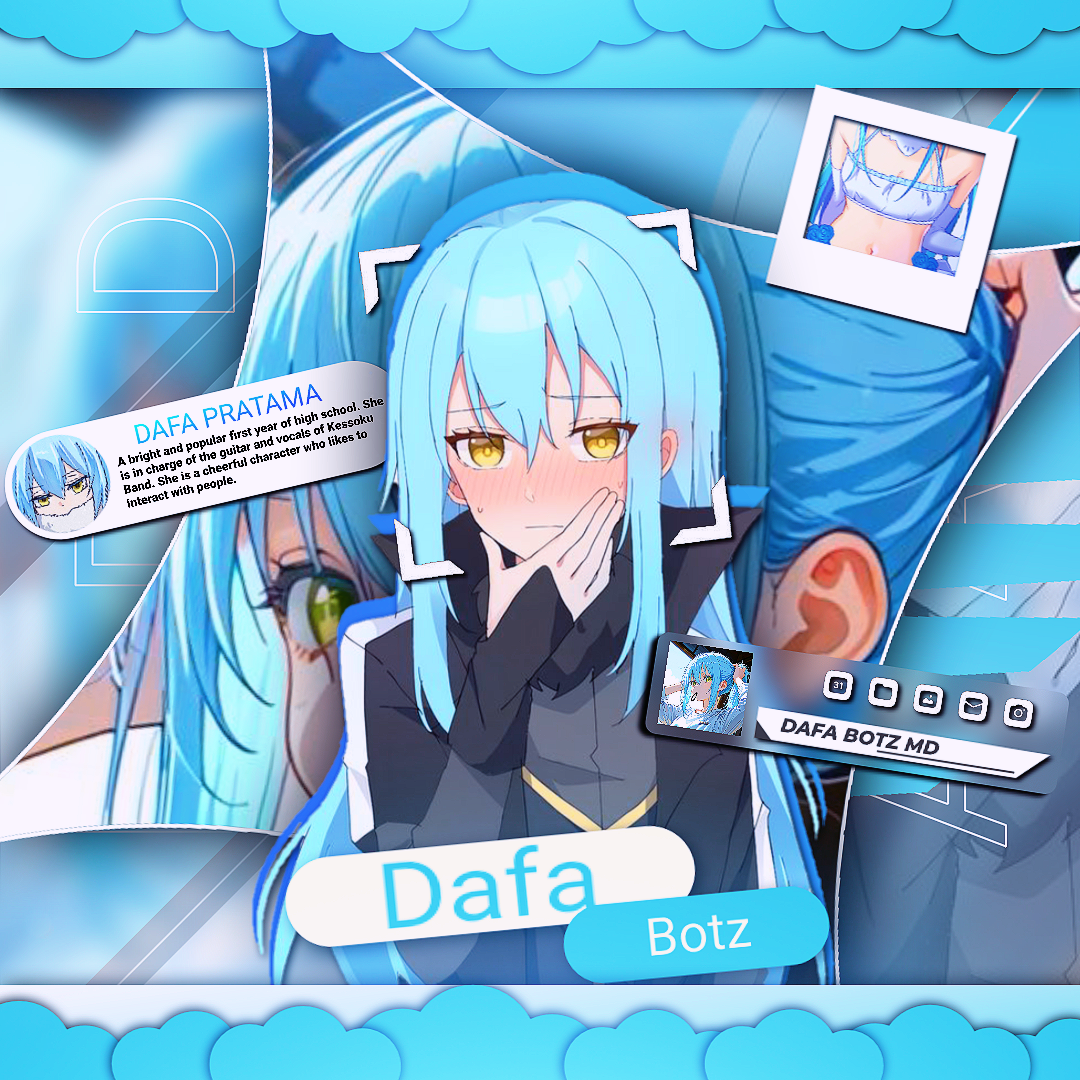 DAFA PRATAMA
A bright and popular first year of high school. She
is in charge of the guitar and vocals of Kessoku
Band. She is a cheerful character who likes to
interact with people.
31
DAFA BOTZ MD
Dafa
Botz